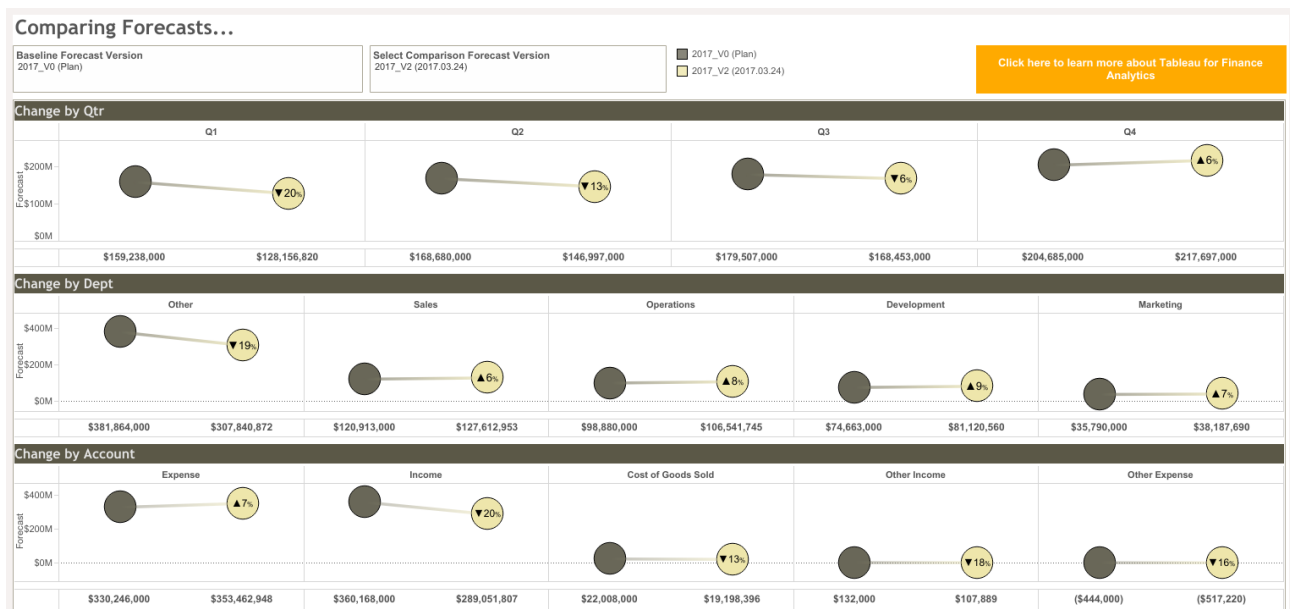 Comparing Forecasts...
Baseline Forecast Version
2017_V0 (Plan)
Select Comparison Forecast Version
2017_V2 (2017.03.24)
2017_V0 (Plan)
2017_V2 (2017.03.24)
Click here to learn more about Tableau for Finance
Analytics
Change by Qtr
Q1 Q2 Q3 Q4
Forecast
$200M
$100M
$0M
▼20% ▼13% ▼6% ▲6%
$159,238,000 $128,156,820 $168,680,000 $146,997,000 $179,507,000 $168,453,000 $204,685,000 $217,697,000
Change by Dept
Other Sales Operations Development Marketing
Forecast
$400M
$200M
$0M
▼19% ▲6% ▲8% ▲9% ▲7%
$381,864,000 $307,840,872 $120,913,000 $127,612,953 $98,880,000 $106,541,745 $74,663,000 $81,120,560 $35,790,000 $38,187,690
Change by Account
Expense Income Cost of Goods Sold Other Income Other Expense
Forecast
$400M
$200M
$0M
▲7% ▼20% ▼13% ▼18% ▼16%
$330,246,000 $353,462,948 $360,168,000 $289,051,807 $22,008,000 $19,198,396 $132,000 $107,889 ($444,000) ($517,220)